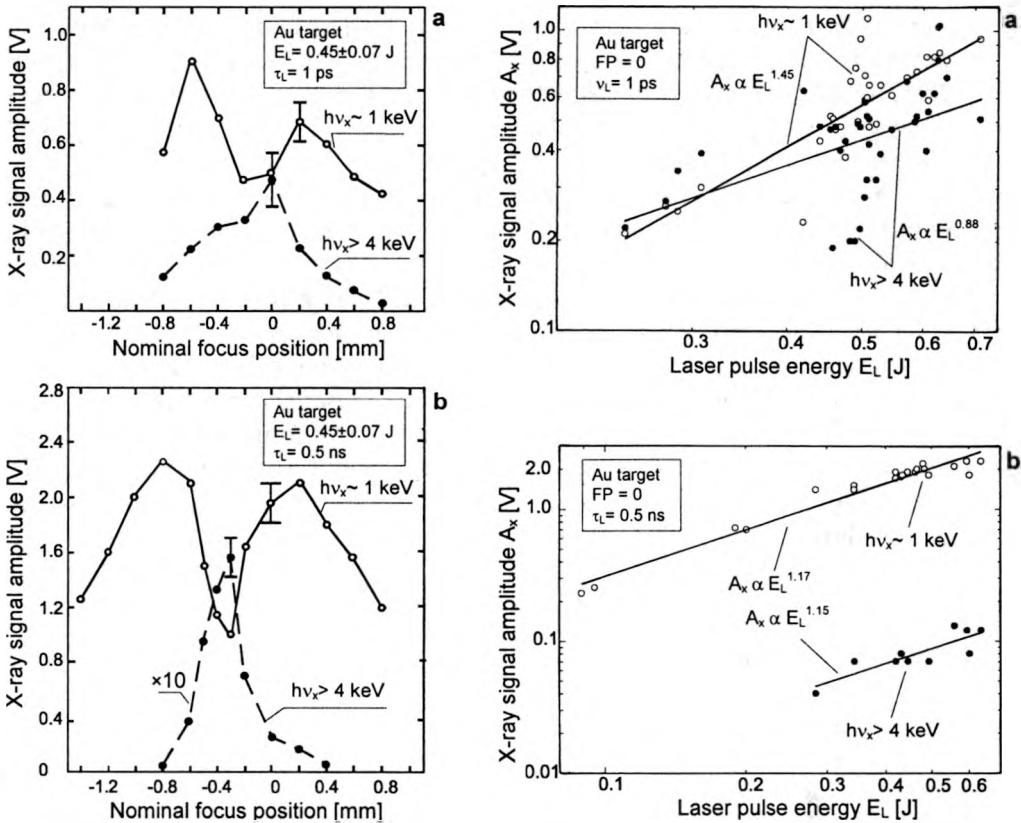 a
Au target
E_L= 0.45±0.07 J
τ_L= 1 ps
hν_x~ 1 keV
hν_x> 4 keV
X-ray signal amplitude [V]
1.0
0.8
0.6
0.4
0.2
-1.2 -0.8 -0.4 0 0.4 0.8
Nominal focus position [mm]
b
Au target
E_L= 0.45±0.07 J
τ_L= 0.5 ns
hν_x~ 1 keV
×10
hν_x> 4 keV
X-ray signal amplitude [V]
2.8
2.4
2.2
2.0
1.6
1.2
0.4
0
-1.2 -0.8 -0.4 0 0.4 0.8
Nominal focus position [mm]
a
Au target
FP = 0
ν_L= 1 ps
hν_x~ 1 keV
A_x α E_L^1.45
A_x α E_L^0.88
hν_x> 4 keV
X-ray signal amplitude A_x [V]
1.0
0.8
0.6
0.4
0.2
0.1
0.3 0.4 0.5 0.6 0.7
Laser pulse energy E_L [J]
b
Au target
FP = 0
τ_L= 0.5 ns
hν_x~ 1 keV
A_x α E_L^1.17
A_x α E_L^1.15
hν_x> 4 keV
X-ray signal amplitude A_x [V]
2.0
1.0
0.1
0.01
0.1 0.2 0.3 0.4 0.5 0.6
Laser pulse energy E_L [J]